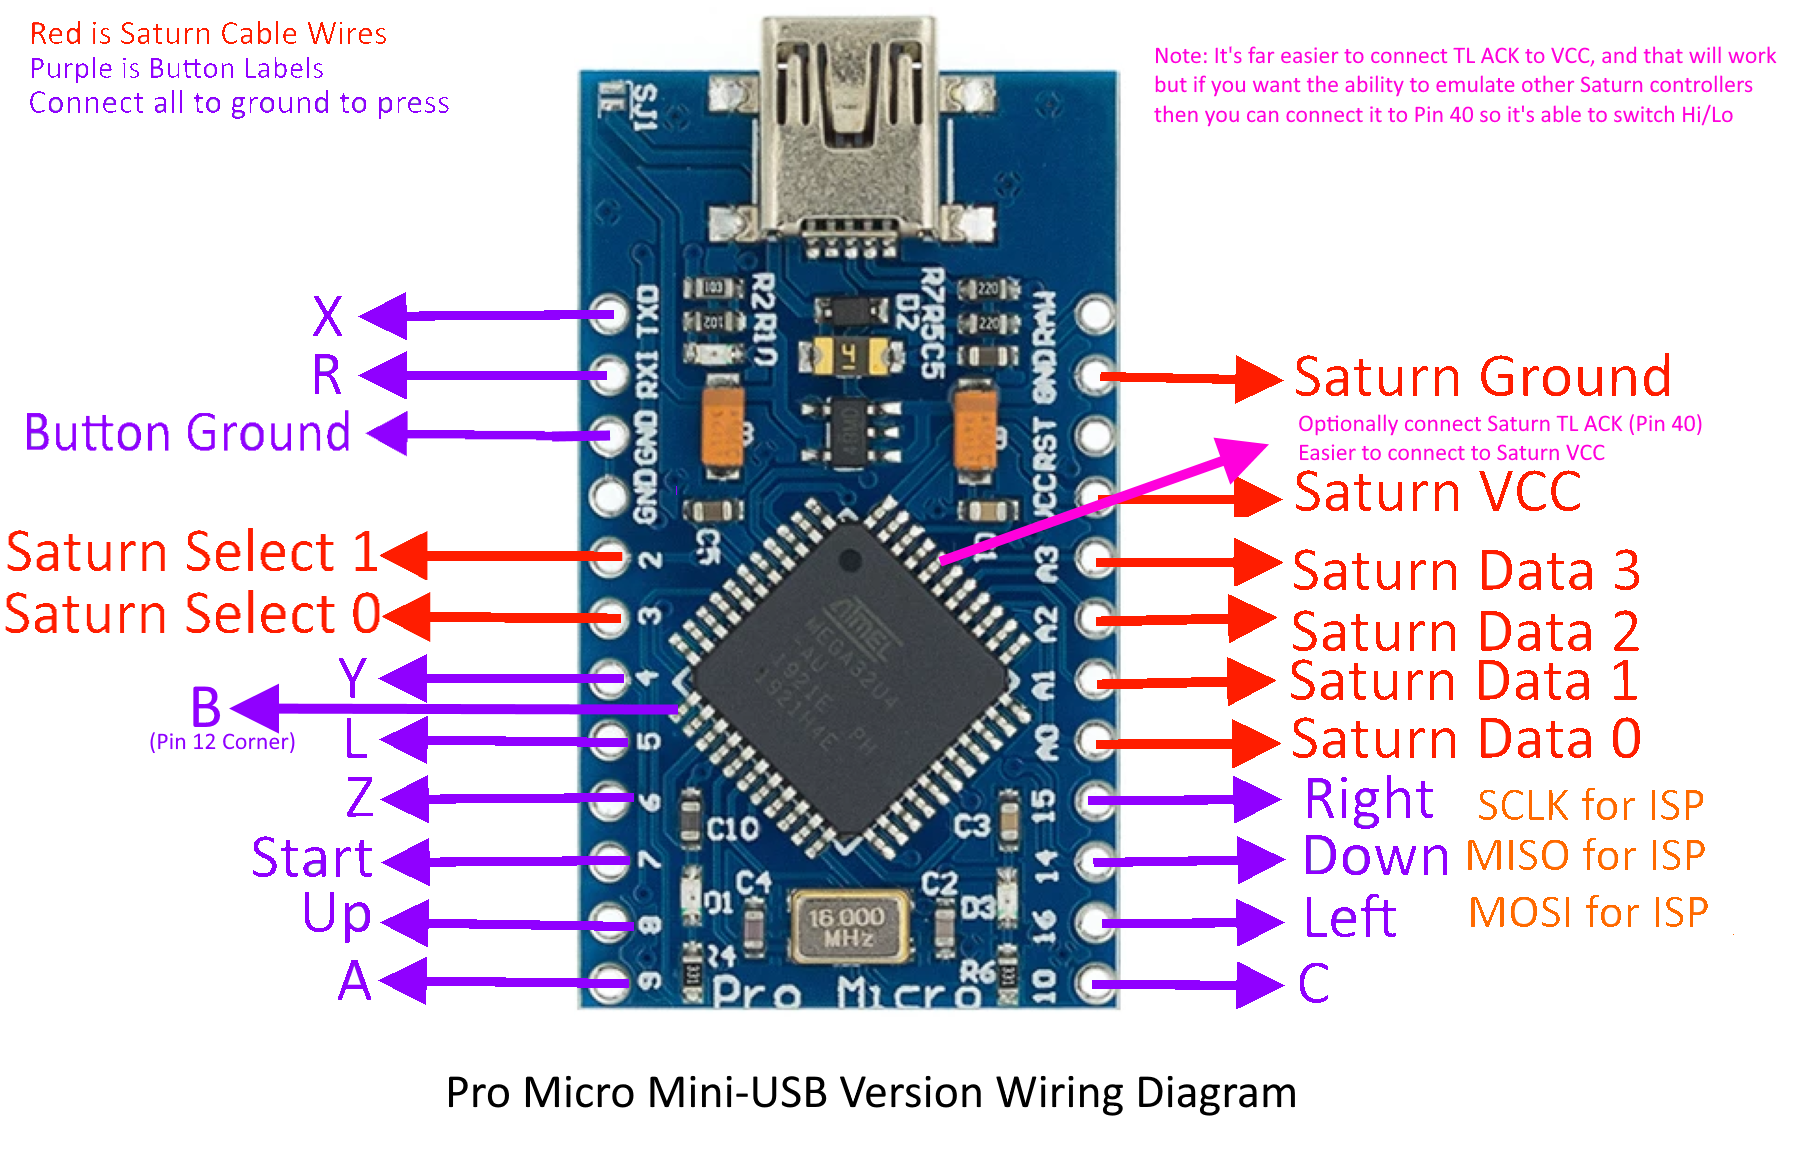 Red is Saturn Cable Wires
Purple is Button Labels
Connect all to ground to press
Note: It's far easier to connect TL ACK to VCC, and that will work
but if you want the ability to emulate other Saturn controllers
then you can connect it to Pin 40 so it's able to switch Hi/Lo
SJ1
R2
R10
103
102
R7
R5
C5
D2
220
220
4
X
R
Button Ground
Saturn Select 1
Saturn Select 0
Y
B
(Pin 12 Corner)
L
Z
Start
Up
A
TXO
RXI
GND
GND
2
3
4
5
6
7
8
9
RAW
GND
RST
VCC
A3
A2
A1
A0
15
14
16
10
Saturn Ground
Optionally connect Saturn TL ACK (Pin 40)
Easier to connect to Saturn VCC
Saturn VCC
Saturn Data 3
Saturn Data 2
Saturn Data 1
Saturn Data 0
Right SCLK for ISP
Down MISO for ISP
Left MOSI for ISP
C
ATMEL
MEGA32U4
C10
C3
C4
C2
D1
D3
R4
R6
331
331
16.000
MHz
Pro Micro
Pro Micro Mini-USB Version Wiring Diagram